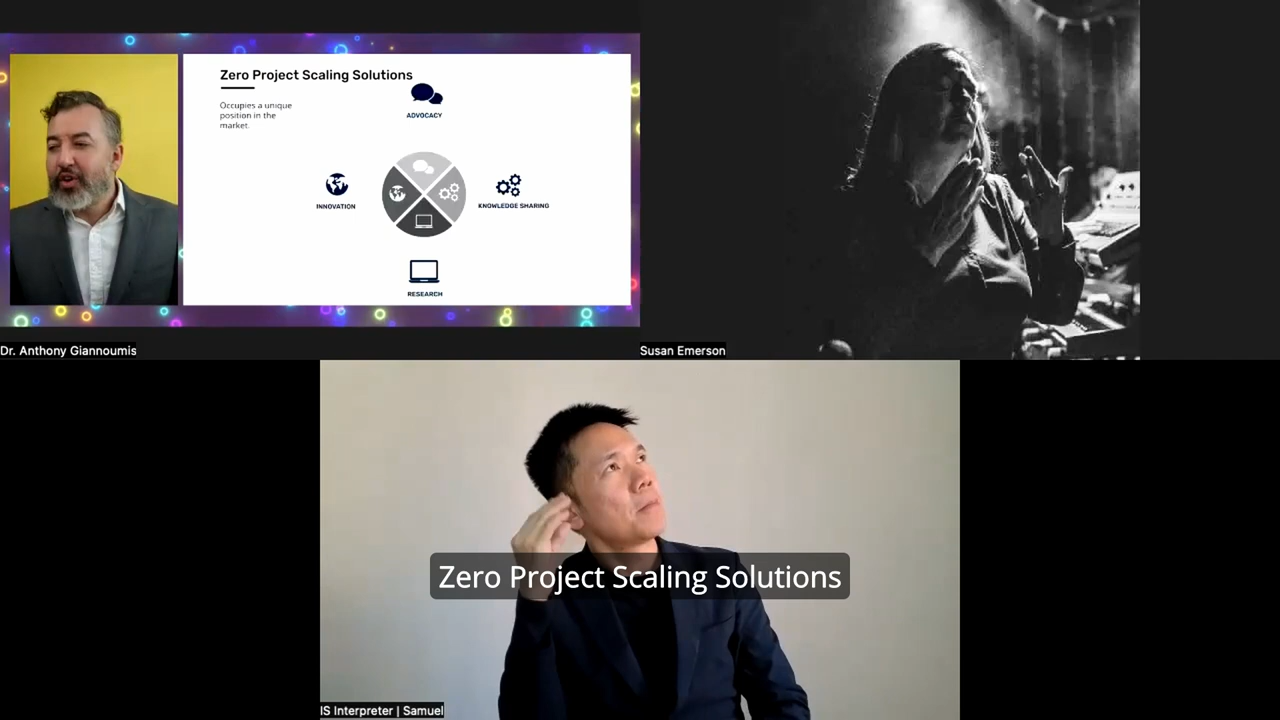 Zero Project Scaling Solutions
Occupies a unique
position in the
market.
ADVOCACY
INNOVATION
KNOWLEDGE SHARING
RESEARCH
Dr. Anthony Giannoumis
Susan Emerson
Zero Project Scaling Solutions
IS Interpreter | Samuel